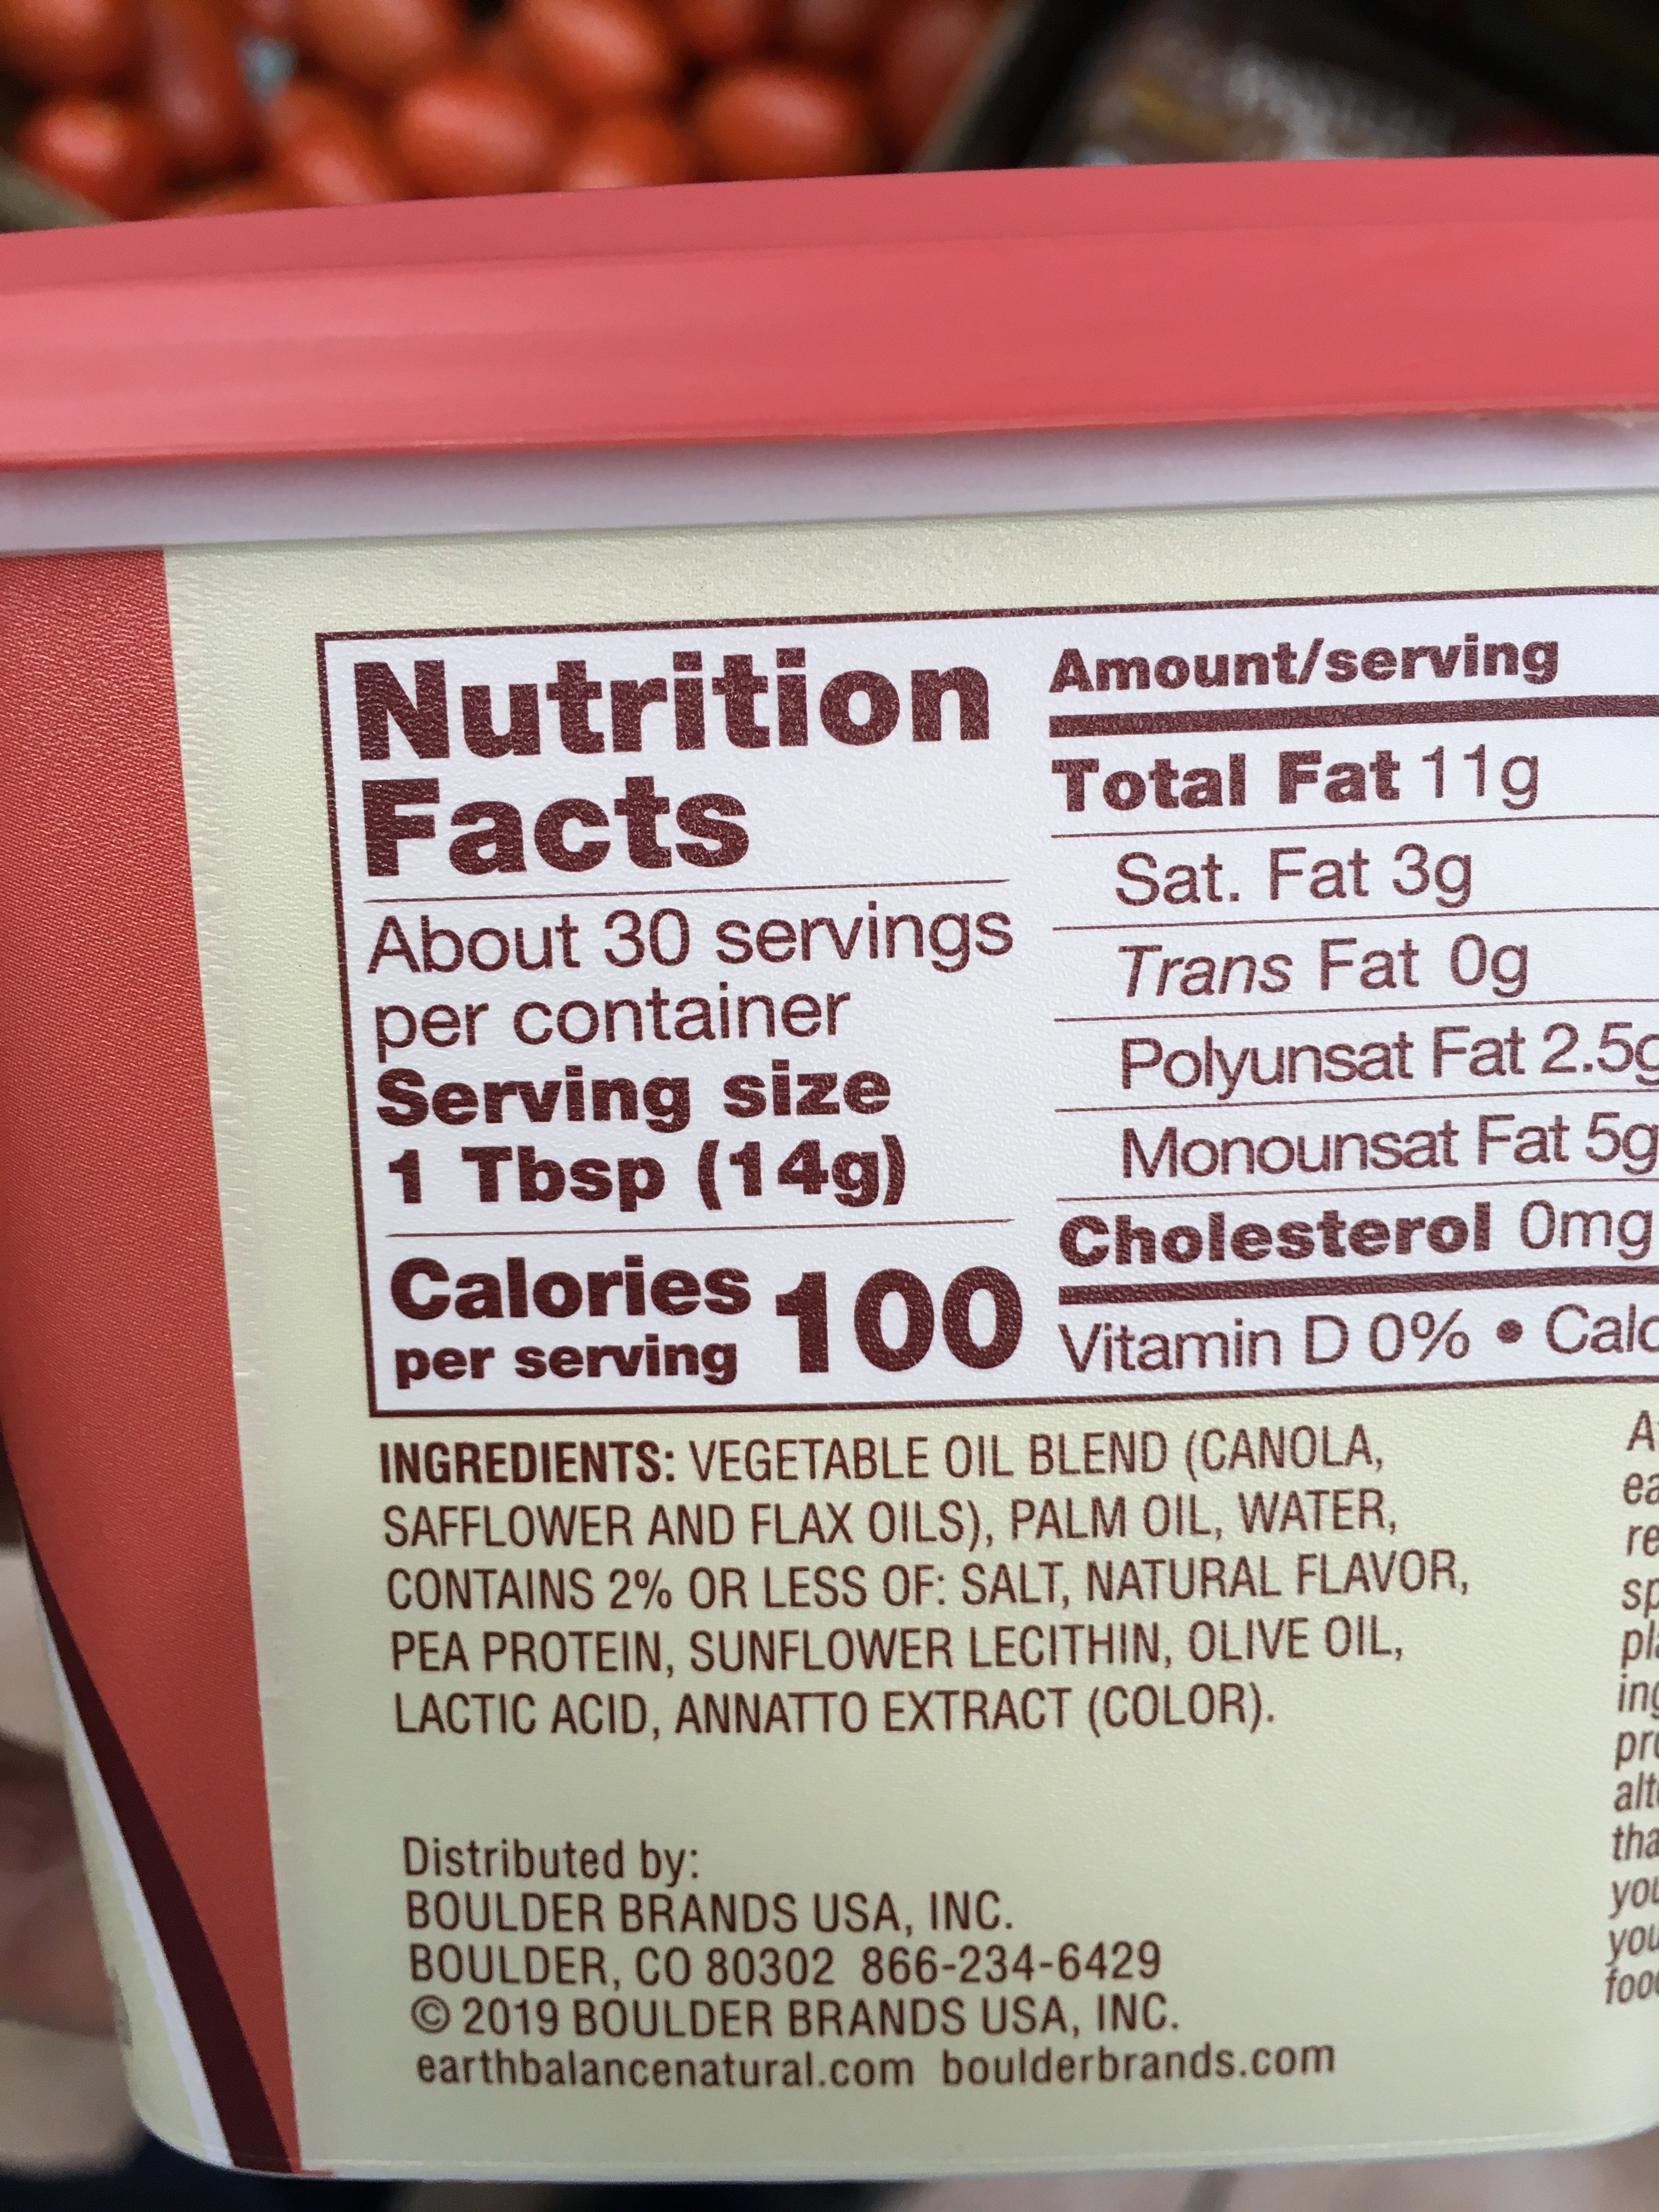 Nutrition
Facts
About 30 servings
per container
Serving size
1 Tbsp (14g)
Calories
per serving
100
Amount/serving
Total Fat 11g
Sat. Fat 3g
Trans Fat 0g
Polyunsat Fat 2.5g
Monounsat Fat 5g
Cholesterol 0mg
Vitamin D 0% •
INGREDIENTS: VEGETABLE OIL BLEND (CANOLA,
SAFFLOWER AND FLAX OILS), PALM OIL, WATER,
CONTAINS 2% OR LESS OF: SALT, NATURAL FLAVOR,
PEA PROTEIN, SUNFLOWER LECITHIN, OLIVE OIL,
LACTIC ACID, ANNATTO EXTRACT (COLOR).
Distributed by:
BOULDER BRANDS USA, INC.
BOULDER, CO 80302 866-234-6429
© 2019 BOULDER BRANDS USA, INC.
earthbalancenatural.com boulderbrands.com